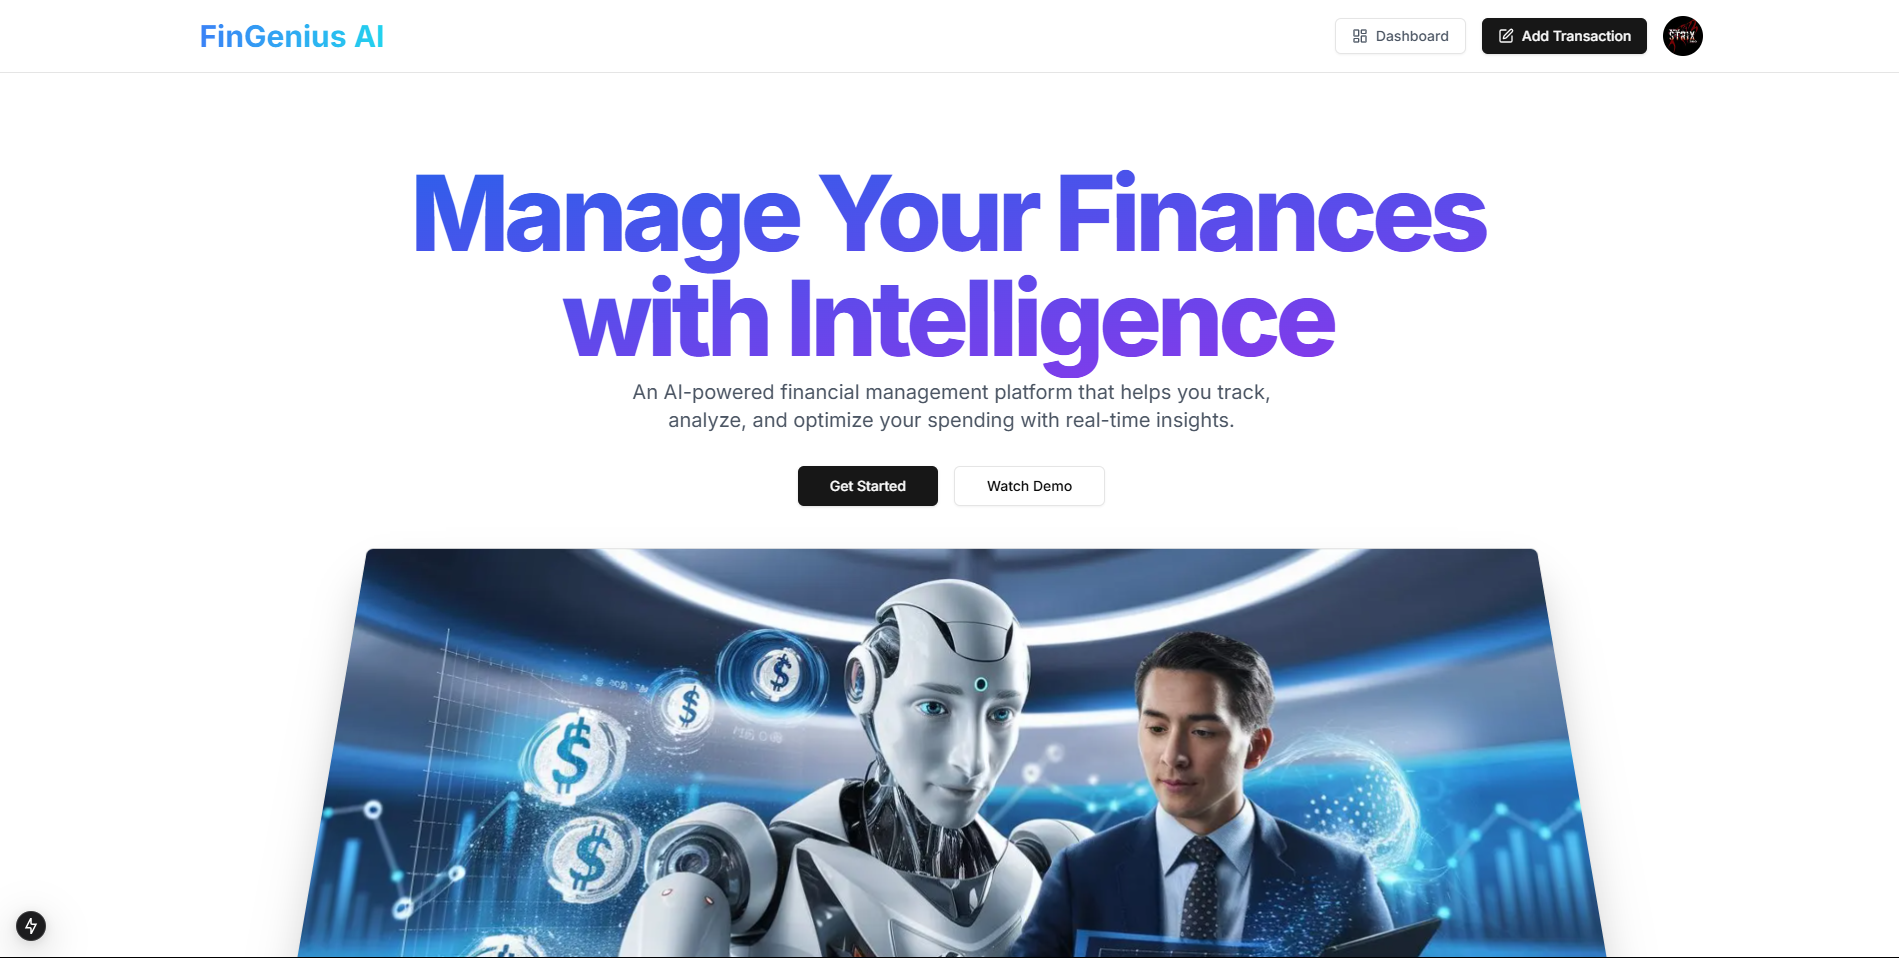 FinGenius AI
Dashboard
Add Transaction
STRIX
Manage Your Finances
with Intelligence
An AI-powered financial management platform that helps you track,
analyze, and optimize your spending with real-time insights.
Get Started
Watch Demo
$
$
$
$